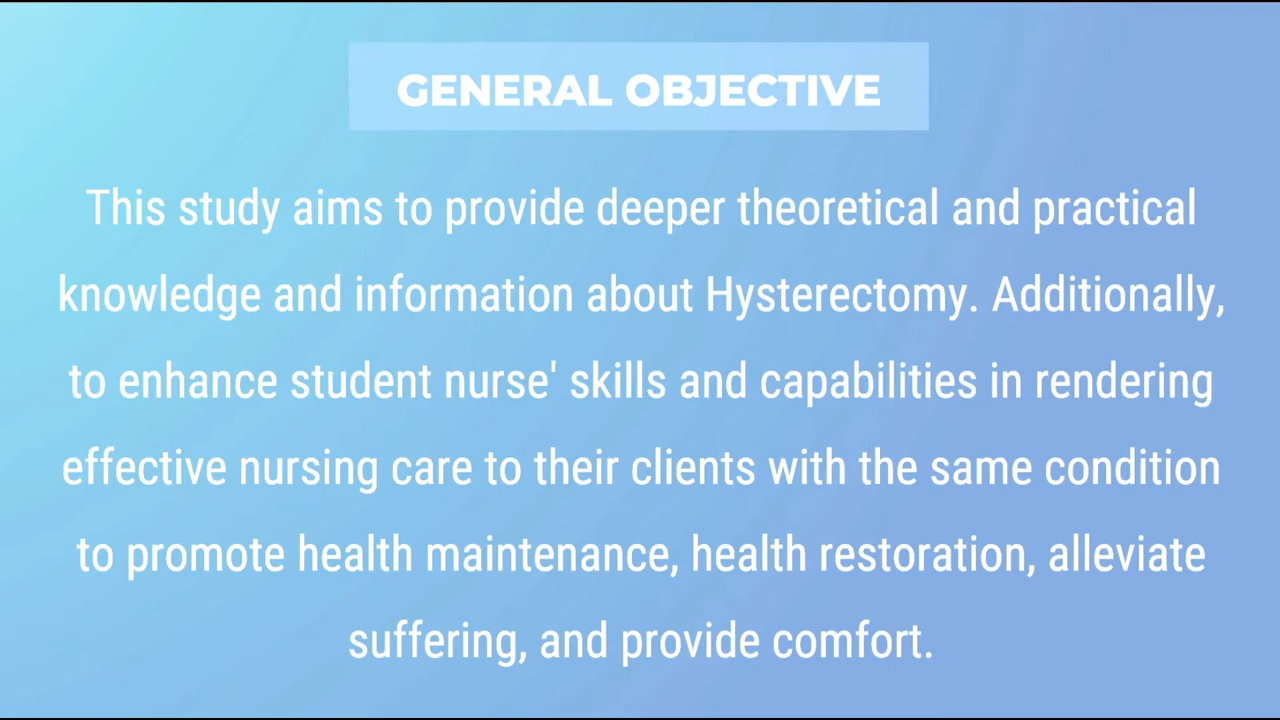 GENERAL OBJECTIVE
This study aims to provide deeper theoretical and practical
knowledge and information about Hysterectomy. Additionally,
to enhance student nurse' skills and capabilities in rendering
effective nursing care to their clients with the same condition
to promote health maintenance, health restoration, alleviate
suffering, and provide comfort.